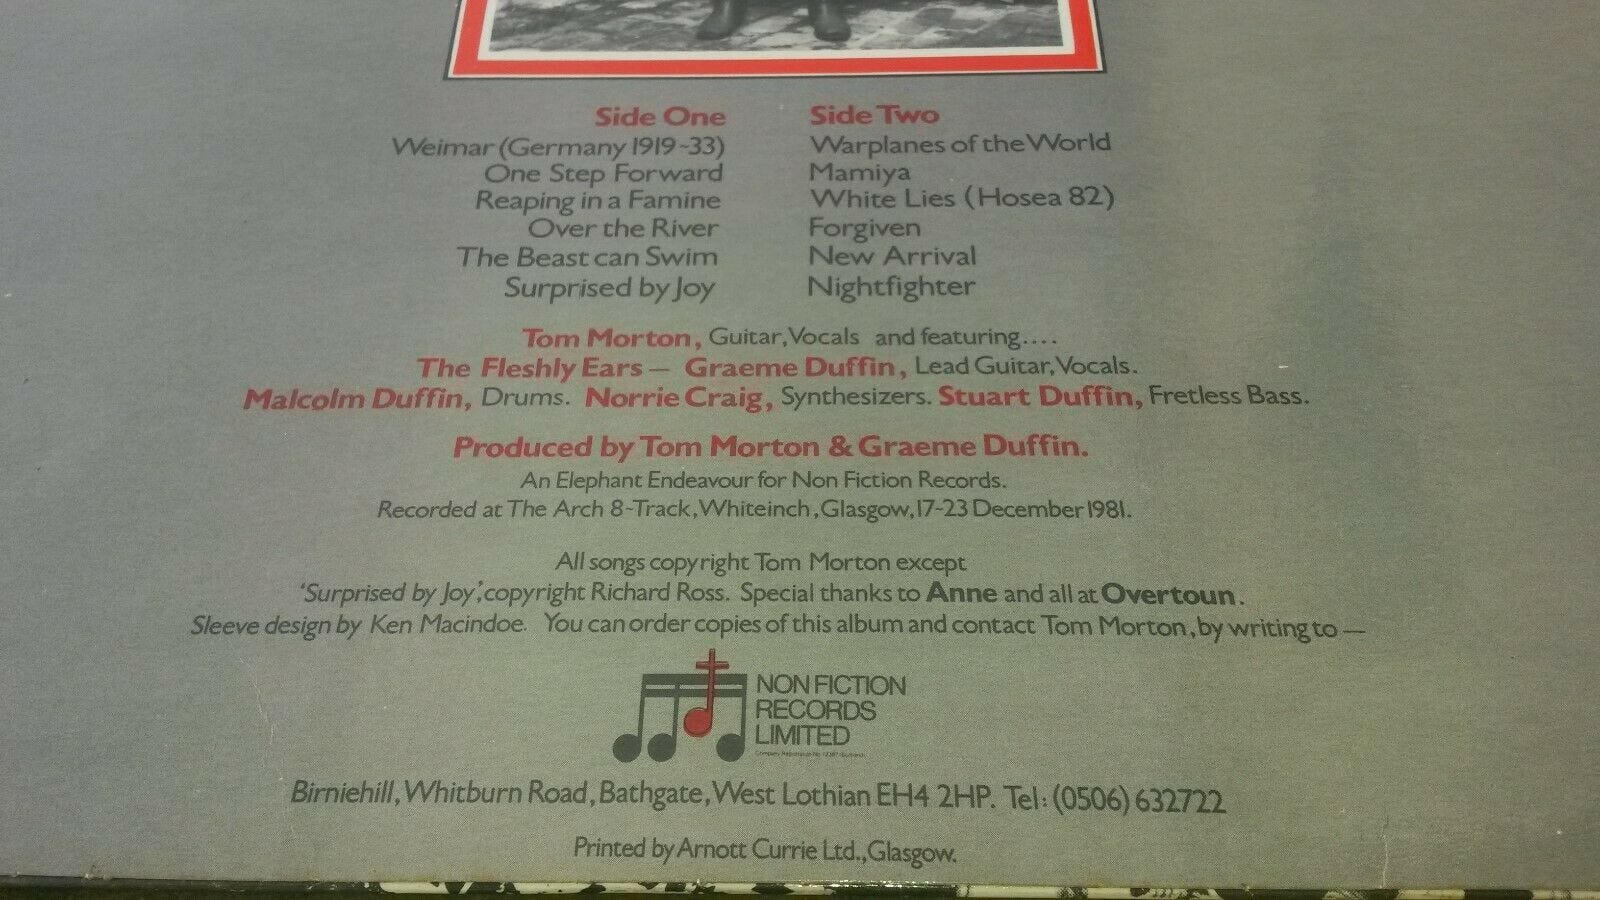 Side One
Weimar (Germany 1919~33)
One Step Forward
Reaping in a Famine
Over the River
The Beast can Swim
Surprised by Joy
Side Two
Warplanes of the World
Mamiya
White Lies (Hosea 82)
Forgiven
New Arrival
Nightfighter
Tom Morton, Guitar, Vocals and featuring....
The Fleshly Ears — Graeme Duffin, Lead Guitar, Vocals.
Malcolm Duffin, Drums. Norrie Craig, Synthesizers. Stuart Duffin, Fretless Bass.
Produced by Tom Morton & Graeme Duffin.
An Elephant Endeavour for Non Fiction Records.
Recorded at The Arch 8~Track, Whiteinch, Glasgow, 17~23 December 1981.
All songs copyright Tom Morton except
'Surprised by Joy', copyright Richard Ross. Special thanks to Anne and all at Overtoun.
Sleeve design by Ken Macindoe. You can order copies of this album and contact Tom Morton, by writing to —
NON FICTION
RECORDS
LIMITED
Birniehill, Whitburn Road, Bathgate, West Lothian EH4 2HP. Tel: (0506) 632722
Printed by Arnott Currie Ltd., Glasgow.